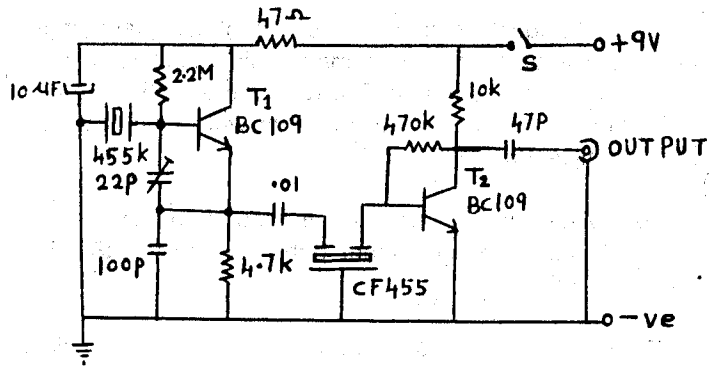 47Ω
+9V
S
10µF
2.2M
T1
BC109
10k
470k
47P
OUTPUT
455k
22p
.01
T2
BC109
100p
4.7k
CF455
-ve